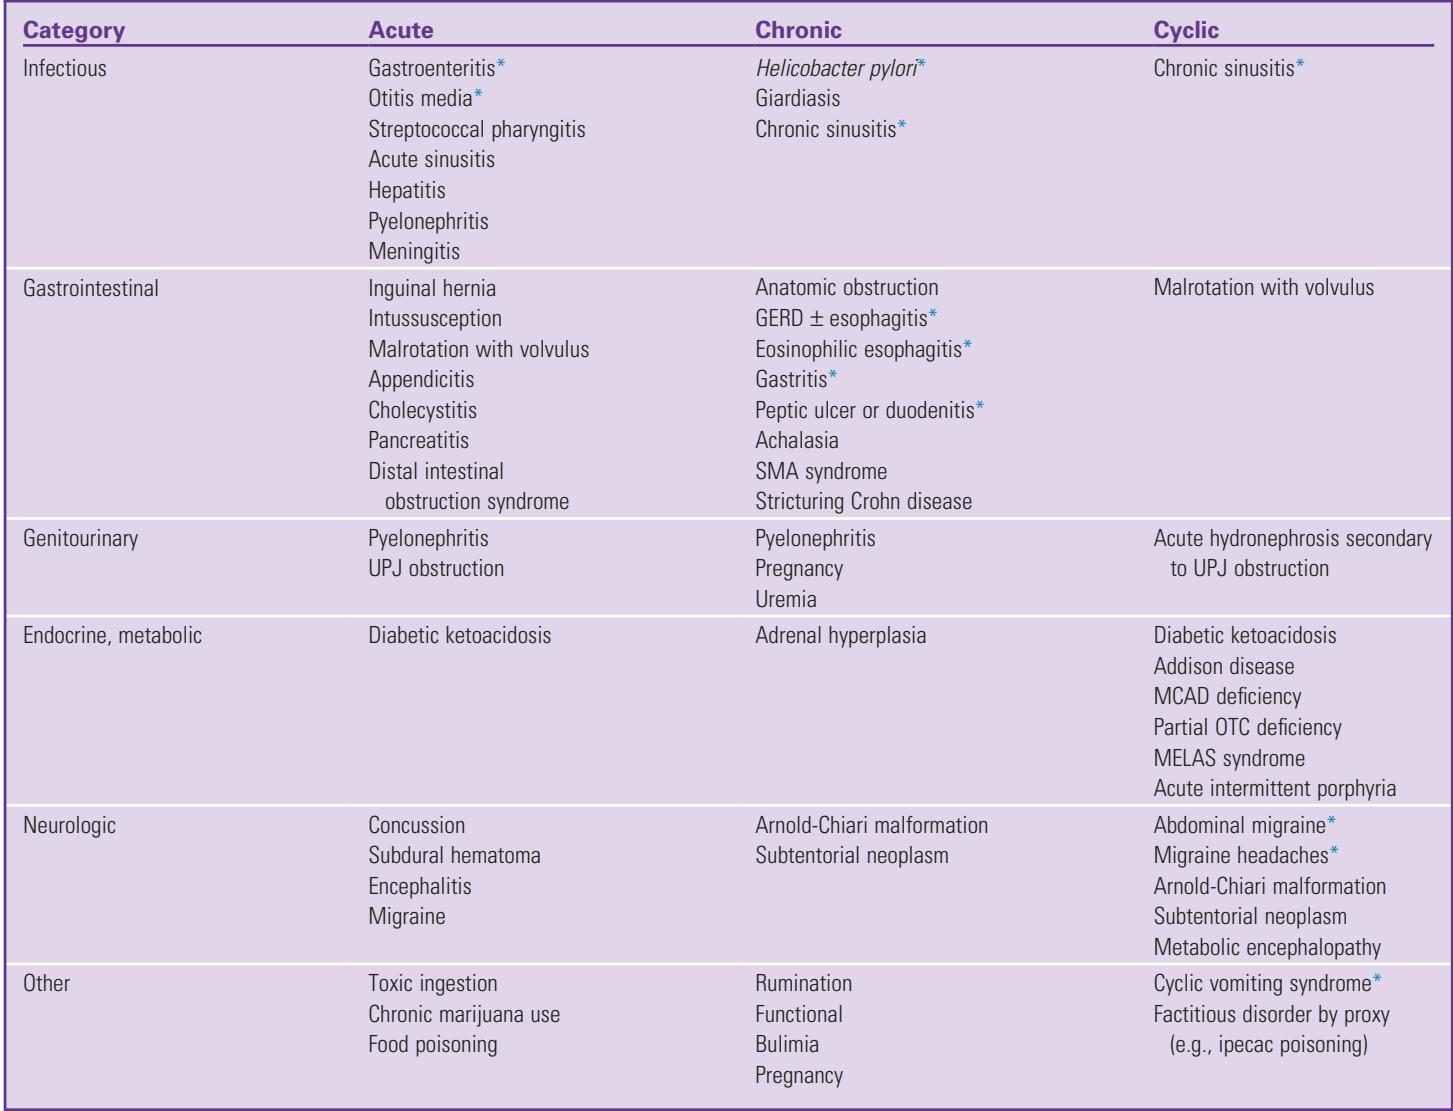 Category Acute Chronic Cyclic
Infectious Gastroenteritis* Helicobacter pylori* Chronic sinusitis*
Otitis media* Giardiasis
Streptococcal pharyngitis Chronic sinusitis*
Acute sinusitis
Hepatitis
Pyelonephritis
Meningitis
Gastrointestinal Inguinal hernia Anatomic obstruction Malrotation with volvulus
Intussusception GERD ± esophagitis*
Malrotation with volvulus Eosinophilic esophagitis*
Appendicitis Gastritis*
Cholecystitis Peptic ulcer or duodenitis*
Pancreatitis Achalasia
Distal intestinal SMA syndrome
obstruction syndrome Stricturing Crohn disease
Genitourinary Pyelonephritis Pyelonephritis Acute hydronephrosis secondary
UPJ obstruction Pregnancy to UPJ obstruction
Uremia
Endocrine, metabolic Diabetic ketoacidosis Adrenal hyperplasia Diabetic ketoacidosis
Addison disease
MCAD deficiency
Partial OTC deficiency
MELAS syndrome
Acute intermittent porphyria
Neurologic Concussion Arnold-Chiari malformation Abdominal migraine*
Subdural hematoma Subtentorial neoplasm Migraine headaches*
Encephalitis Arnold-Chiari malformation
Migraine Subtentorial neoplasm
Metabolic encephalopathy
Other Toxic ingestion Rumination Cyclic vomiting syndrome*
Chronic marijuana use Functional Factitious disorder by proxy
Food poisoning Bulimia (e.g., ipecac poisoning)
Pregnancy